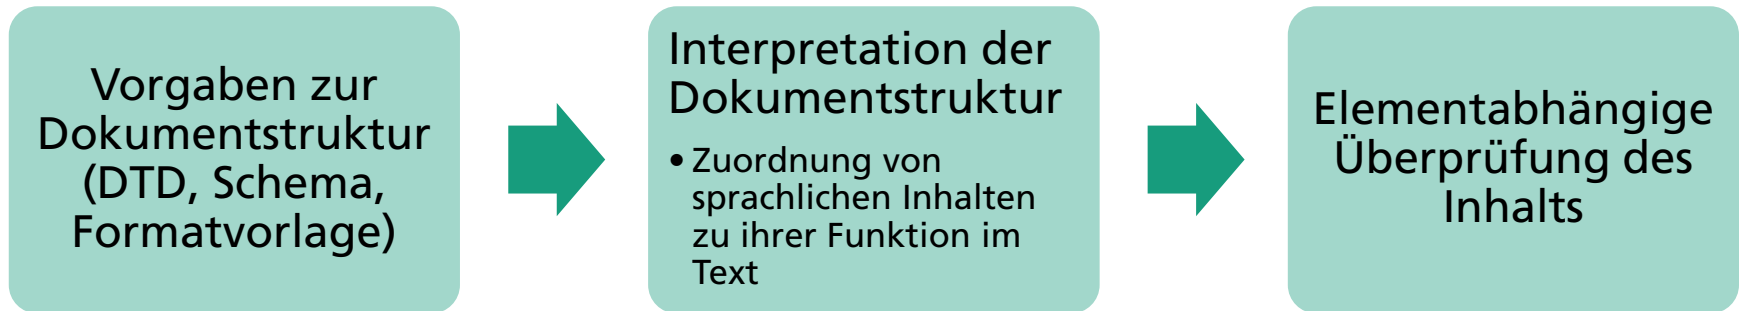 Vorgaben zur
Dokumentstruktur
(DTD, Schema,
Formatvorlage)
Interpretation der
Dokumentstruktur
• Zuordnung von
sprachlichen Inhalten
zu ihrer Funktion im
Text
Elementabhängige
Überprüfung des
Inhalts